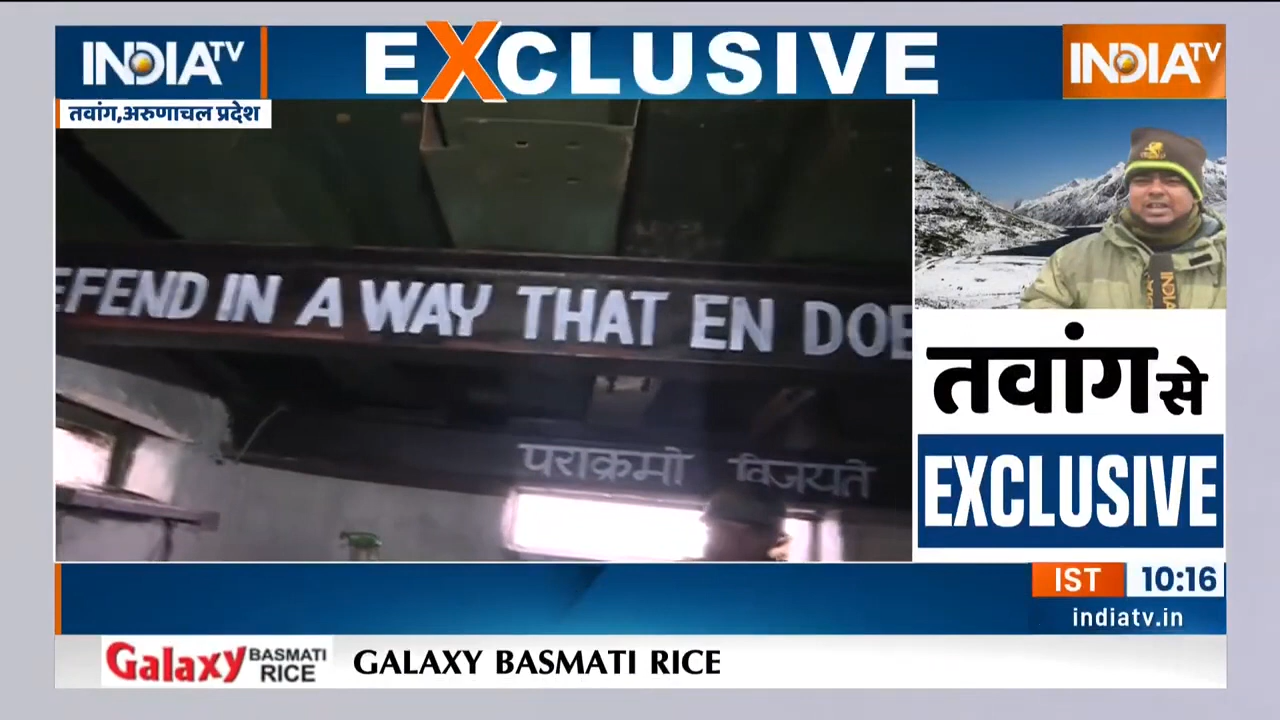 INDIA TV
EXCLUSIVE
INDIA TV
तवांग,अरुणाचल प्रदेश
EFEND IN A WAY THAT EN DOE
पराक्रमो विजयते
तवांग से
EXCLUSIVE
IST 10:16
indiatv.in
Galaxy BASMATI RICE
GALAXY BASMATI RICE